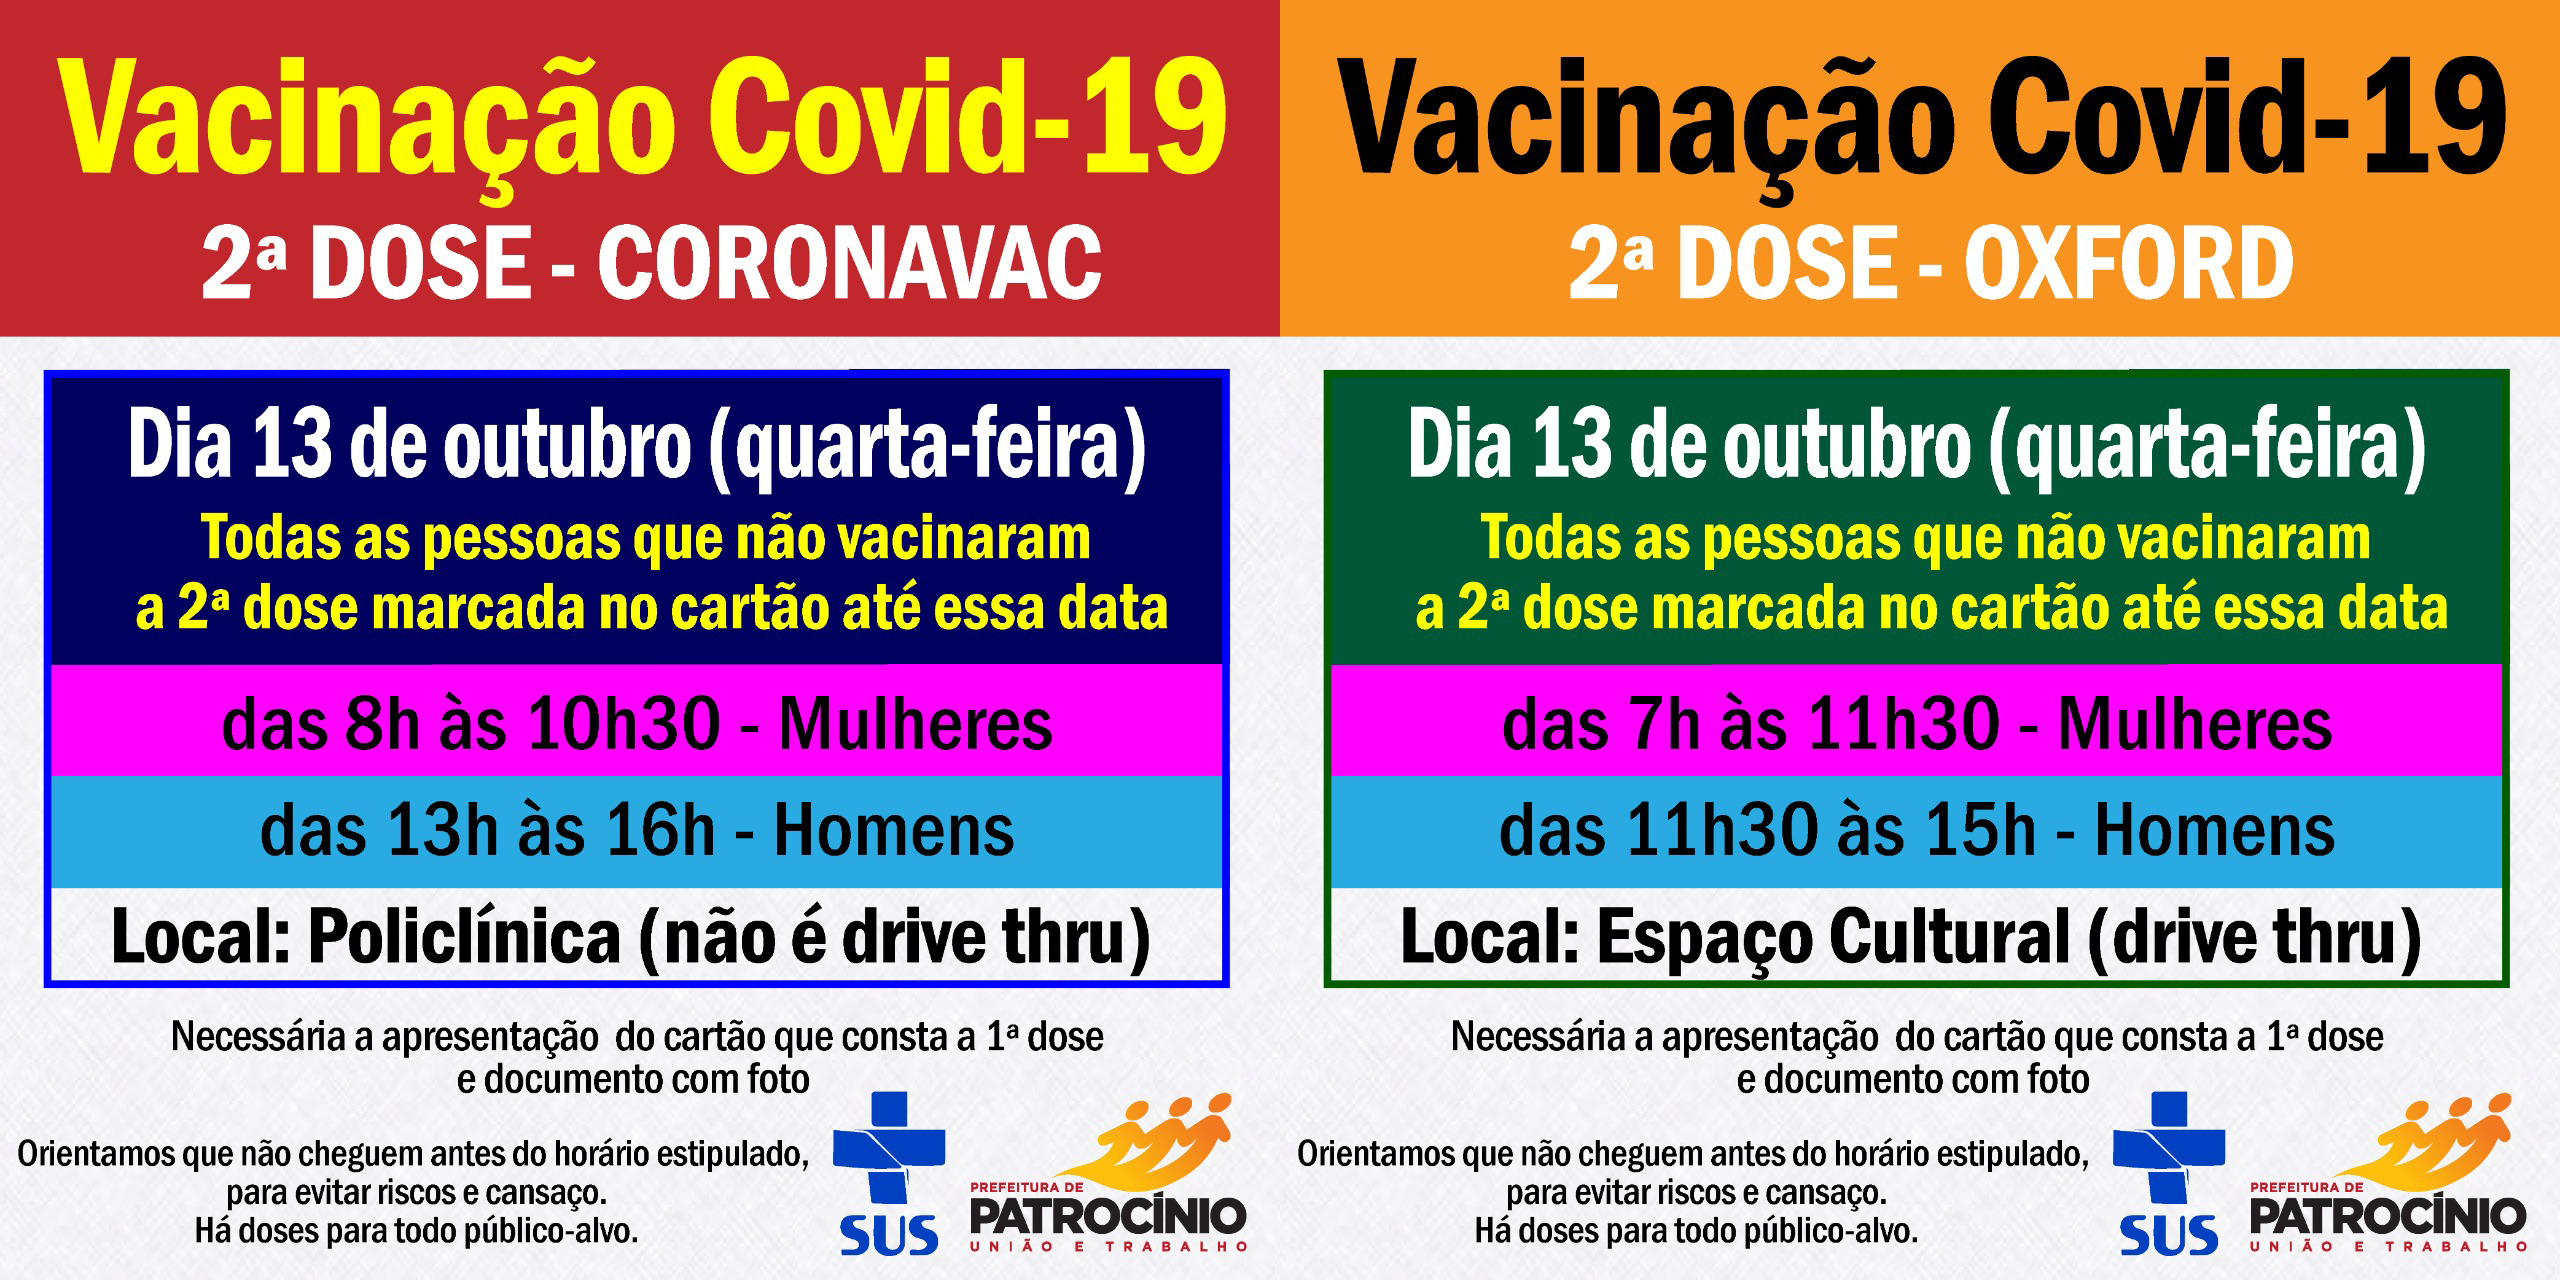 Vacinação Covid-19
2ª DOSE - CORONAVAC
Dia 13 de outubro (quarta-feira)
Todas as pessoas que não vacinaram
a 2ª dose marcada no cartão até essa data
das 8h às 10h30 - Mulheres
das 13h às 16h - Homens
Local: Policlínica (não é drive thru)
Necessária a apresentação do cartão que consta a 1ª dose
e documento com foto
Orientamos que não cheguem antes do horário estipulado,
para evitar riscos e cansaço.
Há doses para todo público-alvo.
SUS
PREFEITURA DE
PATROCÍNIO
UNIÃO E TRABALHO
Vacinação Covid-19
2ª DOSE - OXFORD
Dia 13 de outubro (quarta-feira)
Todas as pessoas que não vacinaram
a 2ª dose marcada no cartão até essa data
das 7h às 11h30 - Mulheres
das 11h30 às 15h - Homens
Local: Espaço Cultural (drive thru)
Necessária a apresentação do cartão que consta a 1ª dose
e documento com foto
Orientamos que não cheguem antes do horário estipulado,
para evitar riscos e cansaço.
Há doses para todo público-alvo.
SUS
PREFEITURA DE
PATROCÍNIO
UNIÃO E TRABALHO